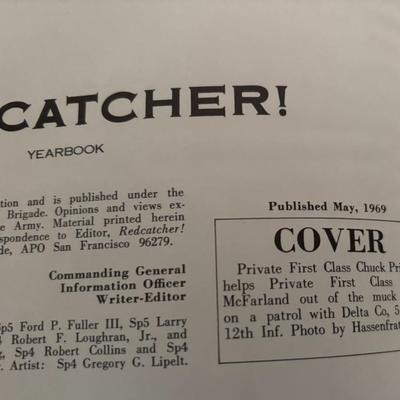 CATCHER!
YEARBOOK
tion and is published under the
Brigade. Opinions and views ex-
e Army. Material printed herein
spondence to Editor, Redcatcher!
de, APO San Francisco 96279.
Commanding General
Information Officer
Writer-Editor
Sp5 Ford P. Fuller III, Sp5 Larry
Robert F. Loughran, Jr., and
Sp4 Robert Collins and Sp4
Artist: Sp4 Gregory G. Lipelt.
Published May, 1969
COVER
Private First Class Chuck Pri
helps Private First Class
McFarland out of the muck
on a patrol with Delta Co, 5
12th Inf. Photo by Hassenfrat